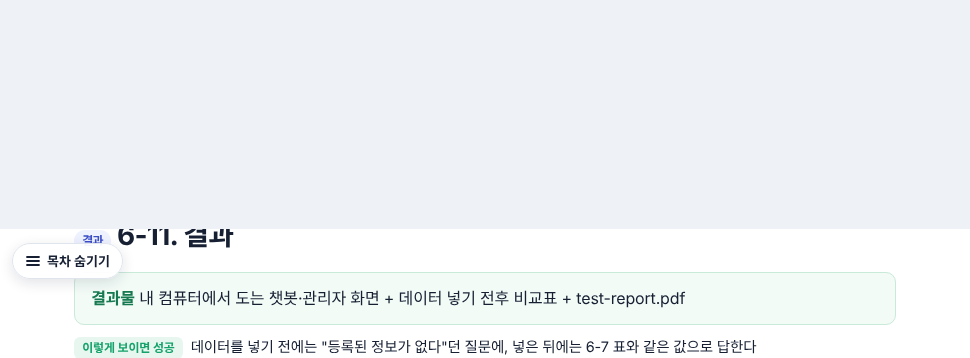 결과 6-11. 결과
목차 숨기기
결과물 내 컴퓨터에서 도는 챗봇·관리자 화면 + 데이터 넣기 전후 비교표 + test-report.pdf
이렇게 보이면 성공 데이터를 넣기 전에는 "등록된 정보가 없다"던 질문에, 넣은 뒤에는 6-7 표와 같은 값으로 답한다